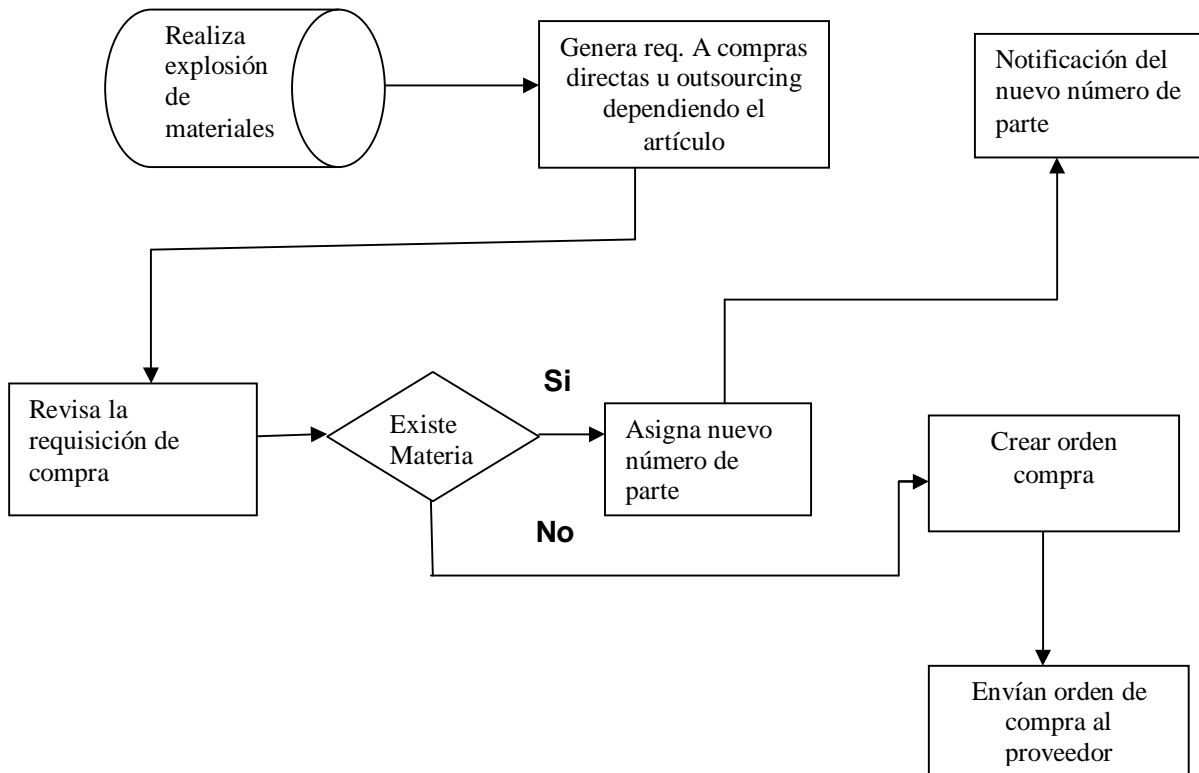 Realiza
explosión
de
materiales
Genera req. A compras
directas u outsourcing
dependiendo el
artículo
Notificación del
nuevo número de
parte
Revisa la
requisición de
compra
Existe
Materia
Si
Asigna nuevo
número de
parte
No
Crear orden
compra
Envían orden de
compra al
proveedor